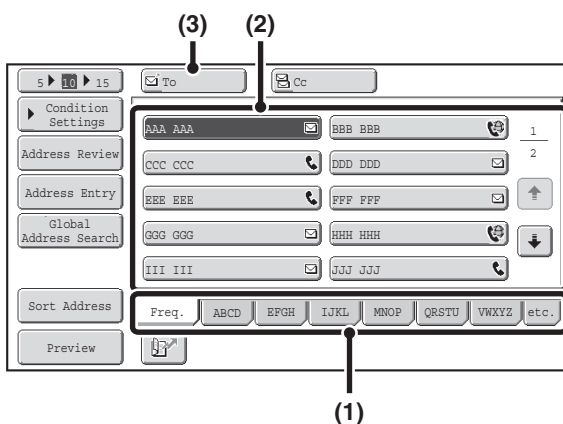 (3) (2)
5 10 15
To
Cc
Condition
Settings
Address Review
Address Entry
Global
Address Search
Sort Address
Preview
AAA AAA
BBB BBB
CCC CCC
DDD DDD
EEE EEE
FFF FFF
GGG GGG
HHH HHH
III III
JJJ JJJ
1
2
Freq. ABCD EFGH IJKL MNOP QRSTU VWXYZ etc.
(1)